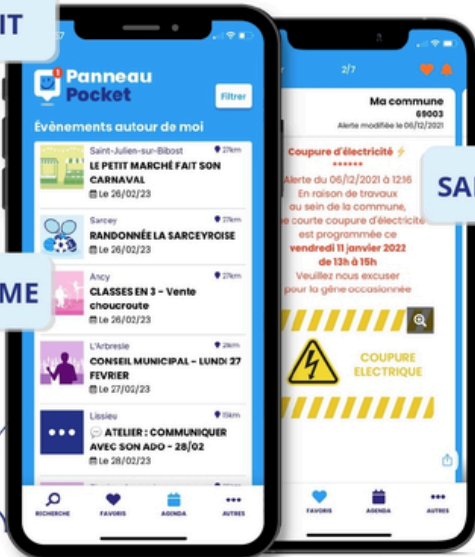 IT
Panneau
Pocket
Filtrer
Évènements autour de moi
Saint-Julien-sur-Bibost
27km
LE PETIT MARCHÉ FAIT SON
CARNAVAL
Le 26/02/23
Sarcey
27km
RANDONNÉE LA SARCEYROISE
Le 26/02/23
Ancy
27km
CLASSES EN 3 - Vente
choucroute
Le 26/02/23
L'Arbresle
CONSEIL MUNICIPAL - LUNDI 27
FEVRIER
Le 27/02/23
Lissieu
15km
ATELIER : COMMUNIQUER
AVEC SON ADO - 28/02
Le 28/02/23
RECHERCHE
FAVORIS
AGENDA
AUTRES
ME
2/7
Ma commune
69003
Alerte modifiée le 06/12/2021
Coupure d'électricité ⚡
******
Alerte du 06/12/2021 à 12:16
En raison de travaux
au sein de la commune,
e courte coupure d'électricité
est programmée ce
vendredi 11 janvier 2022
de 13h à 15h
Veuillez nous excuser
pour la gêne occasionnée
COUPURE
ELECTRIQUE
FAVORIS
AGENDA
AUTRES
SA